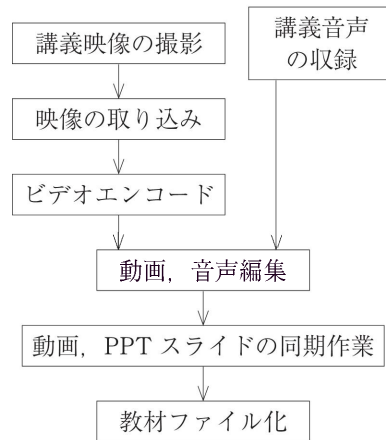 講義映像の撮影
講義音声
の収録
映像の取り込み
ビデオエンコード
動画，音声編集
動画，PPT スライドの同期作業
教材ファイル化